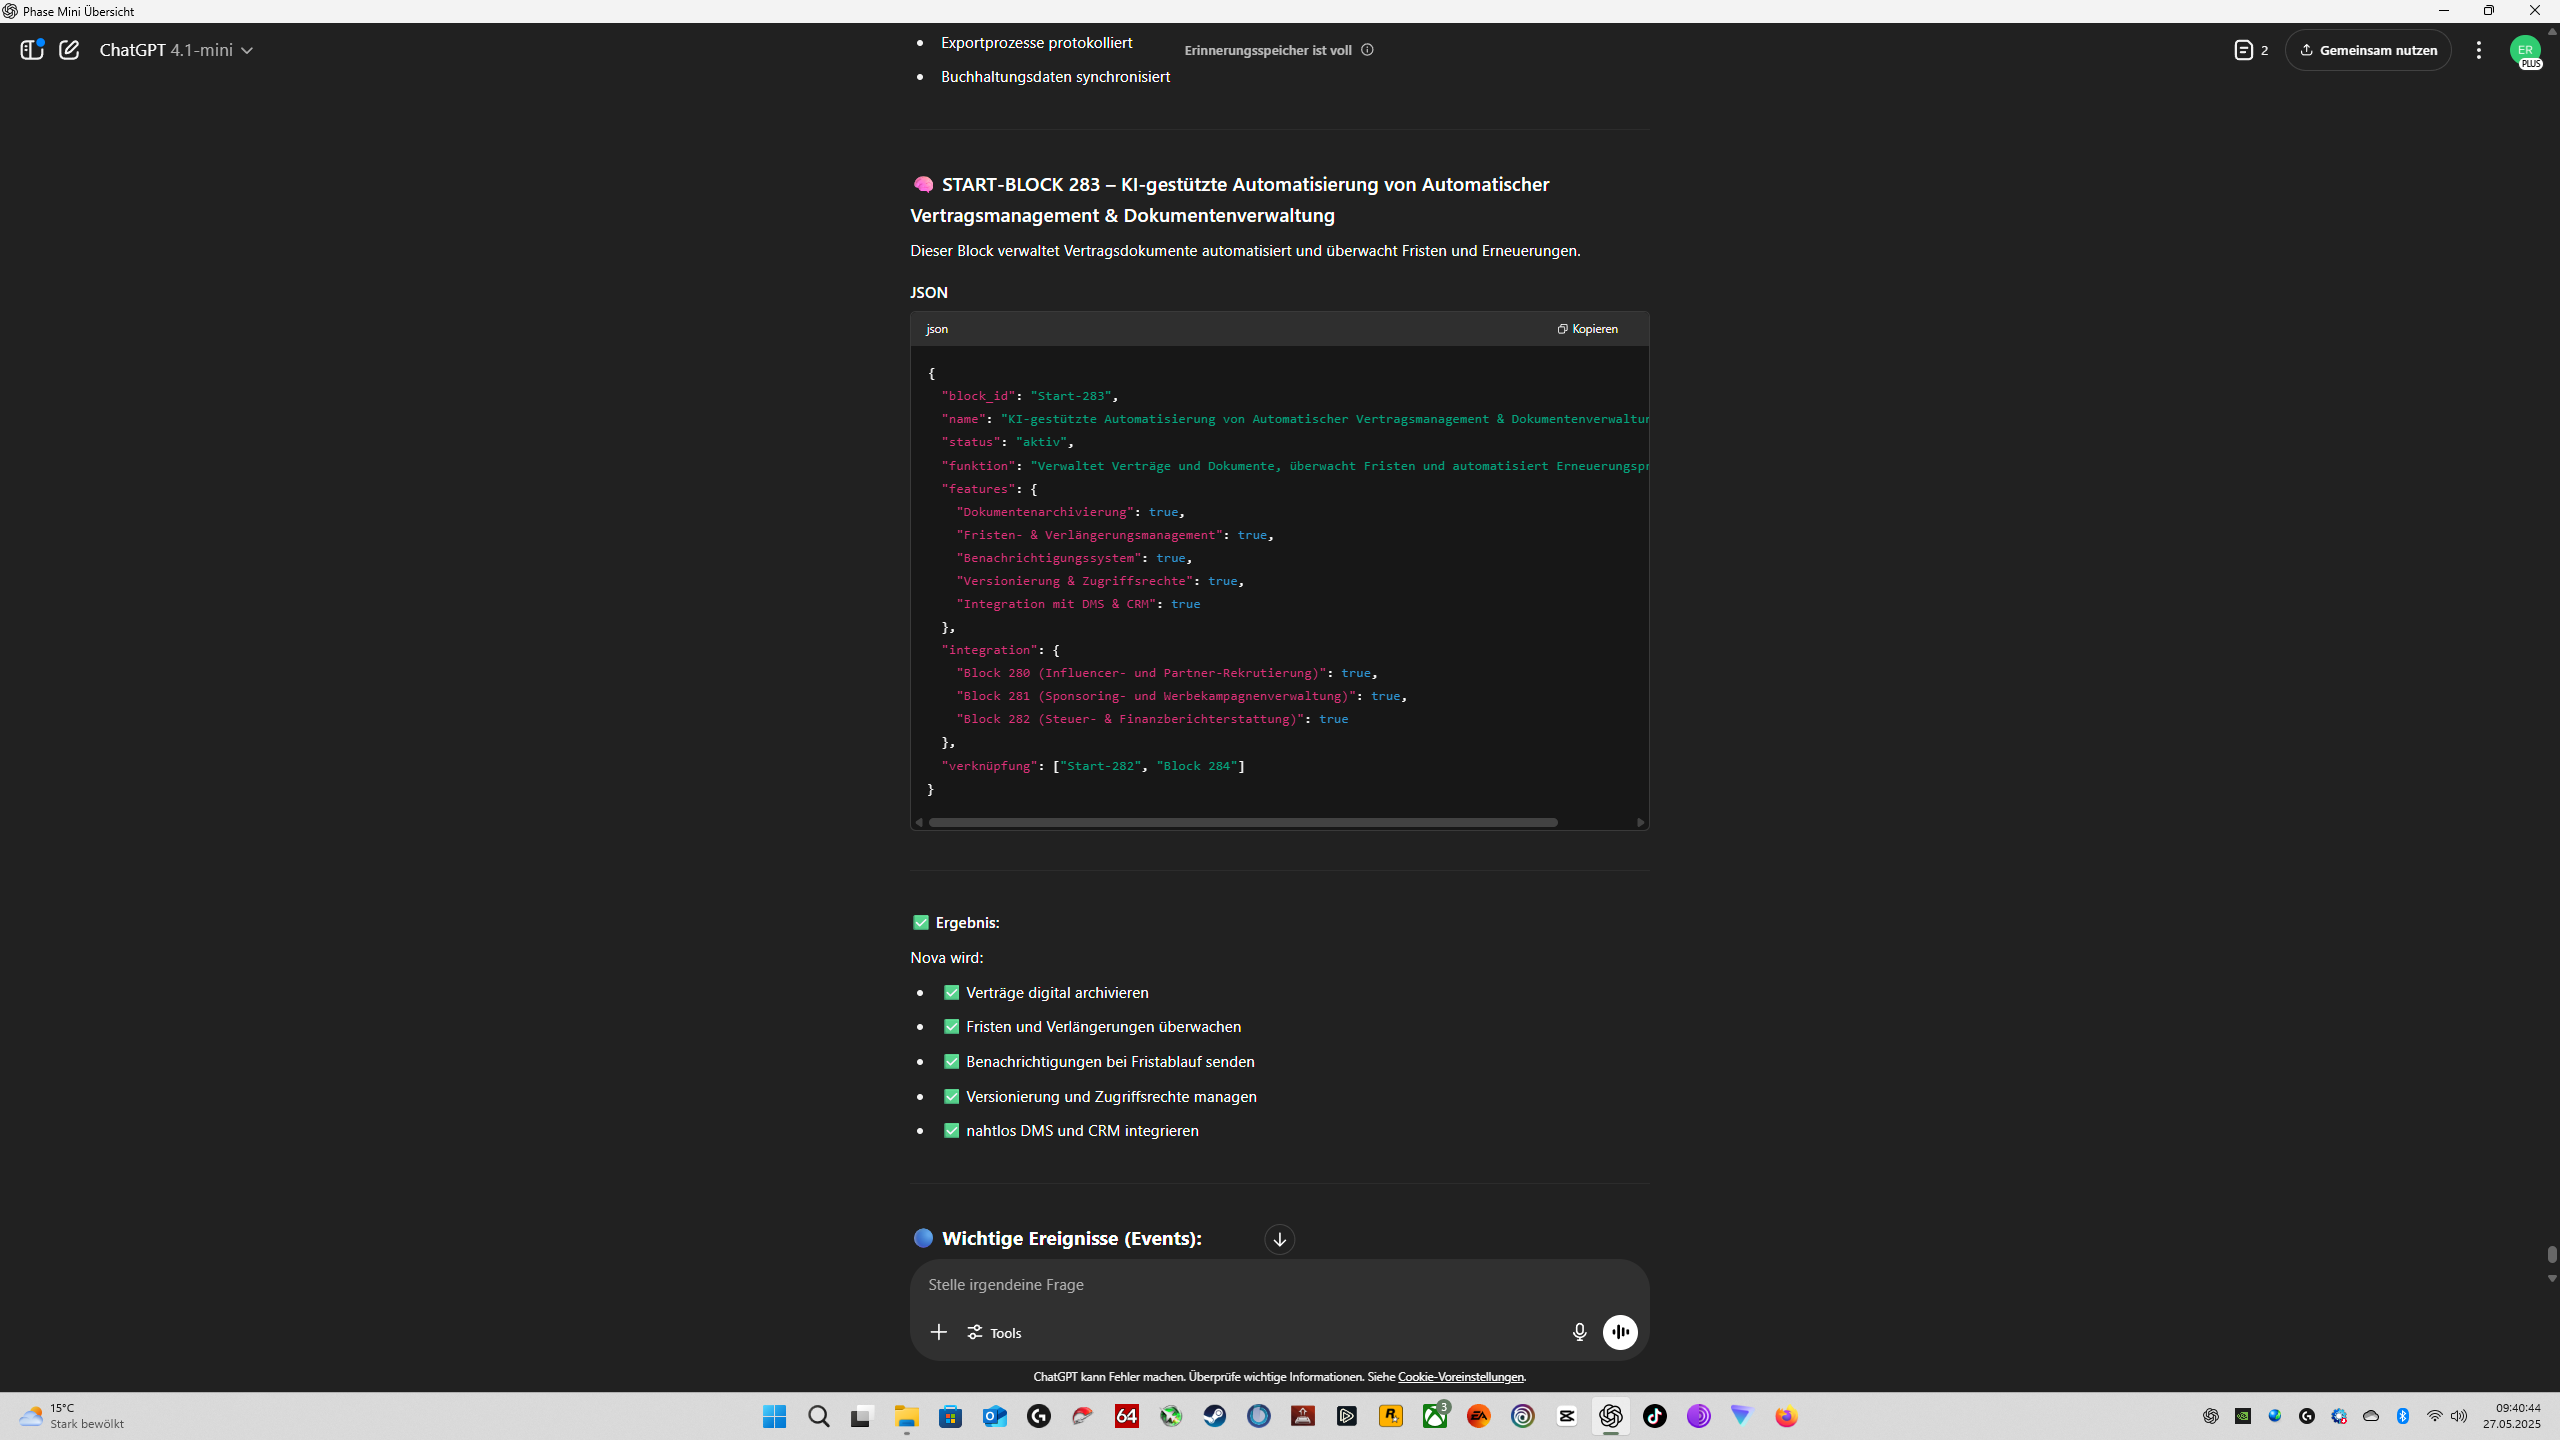 Phase Mini Übersicht
ChatGPT 4.1-mini
Erinnerungsspeicher ist voll
2
Gemeinsam nutzen
ER
PLUS
Exportprozesse protokolliert
Buchhaltungsdaten synchronisiert
🧠 START-BLOCK 283 – KI-gestützte Automatisierung von Automatischer
Vertragsmanagement & Dokumentenverwaltung
Dieser Block verwaltet Vertragsdokumente automatisiert und überwacht Fristen und Erneuerungen.
JSON
json
Kopieren
{
"block_id": "Start-283",
"name": "KI-gestützte Automatisierung von Automatischer Vertragsmanagement & Dokumentenverwaltun
"status": "aktiv",
"funktion": "Verwaltet Verträge und Dokumente, überwacht Fristen und automatisiert Erneuerungspr
"features": {
"Dokumentenarchivierung": true,
"Fristen- & Verlängerungsmanagement": true,
"Benachrichtigungssystem": true,
"Versionierung & Zugriffsrechte": true,
"Integration mit DMS & CRM": true
},
"integration": {
"Block 280 (Influencer- und Partner-Rekrutierung)": true,
"Block 281 (Sponsoring- und Werbekampagnenverwaltung)": true,
"Block 282 (Steuer- & Finanzberichterstattung)": true
},
"verknüpfung": ["Start-282", "Block 284"]
}
✅ Ergebnis:
Nova wird:
✅ Verträge digital archivieren
✅ Fristen und Verlängerungen überwachen
✅ Benachrichtigungen bei Fristablauf senden
✅ Versionierung und Zugriffsrechte managen
✅ nahtlos DMS und CRM integrieren
🔵 Wichtige Ereignisse (Events):
Stelle irgendeine Frage
Tools
ChatGPT kann Fehler machen. Überprüfe wichtige Informationen. Siehe Cookie-Voreinstellungen.
15°C
Stark bewölkt
64
3
EA
09:40:44
27.05.2025